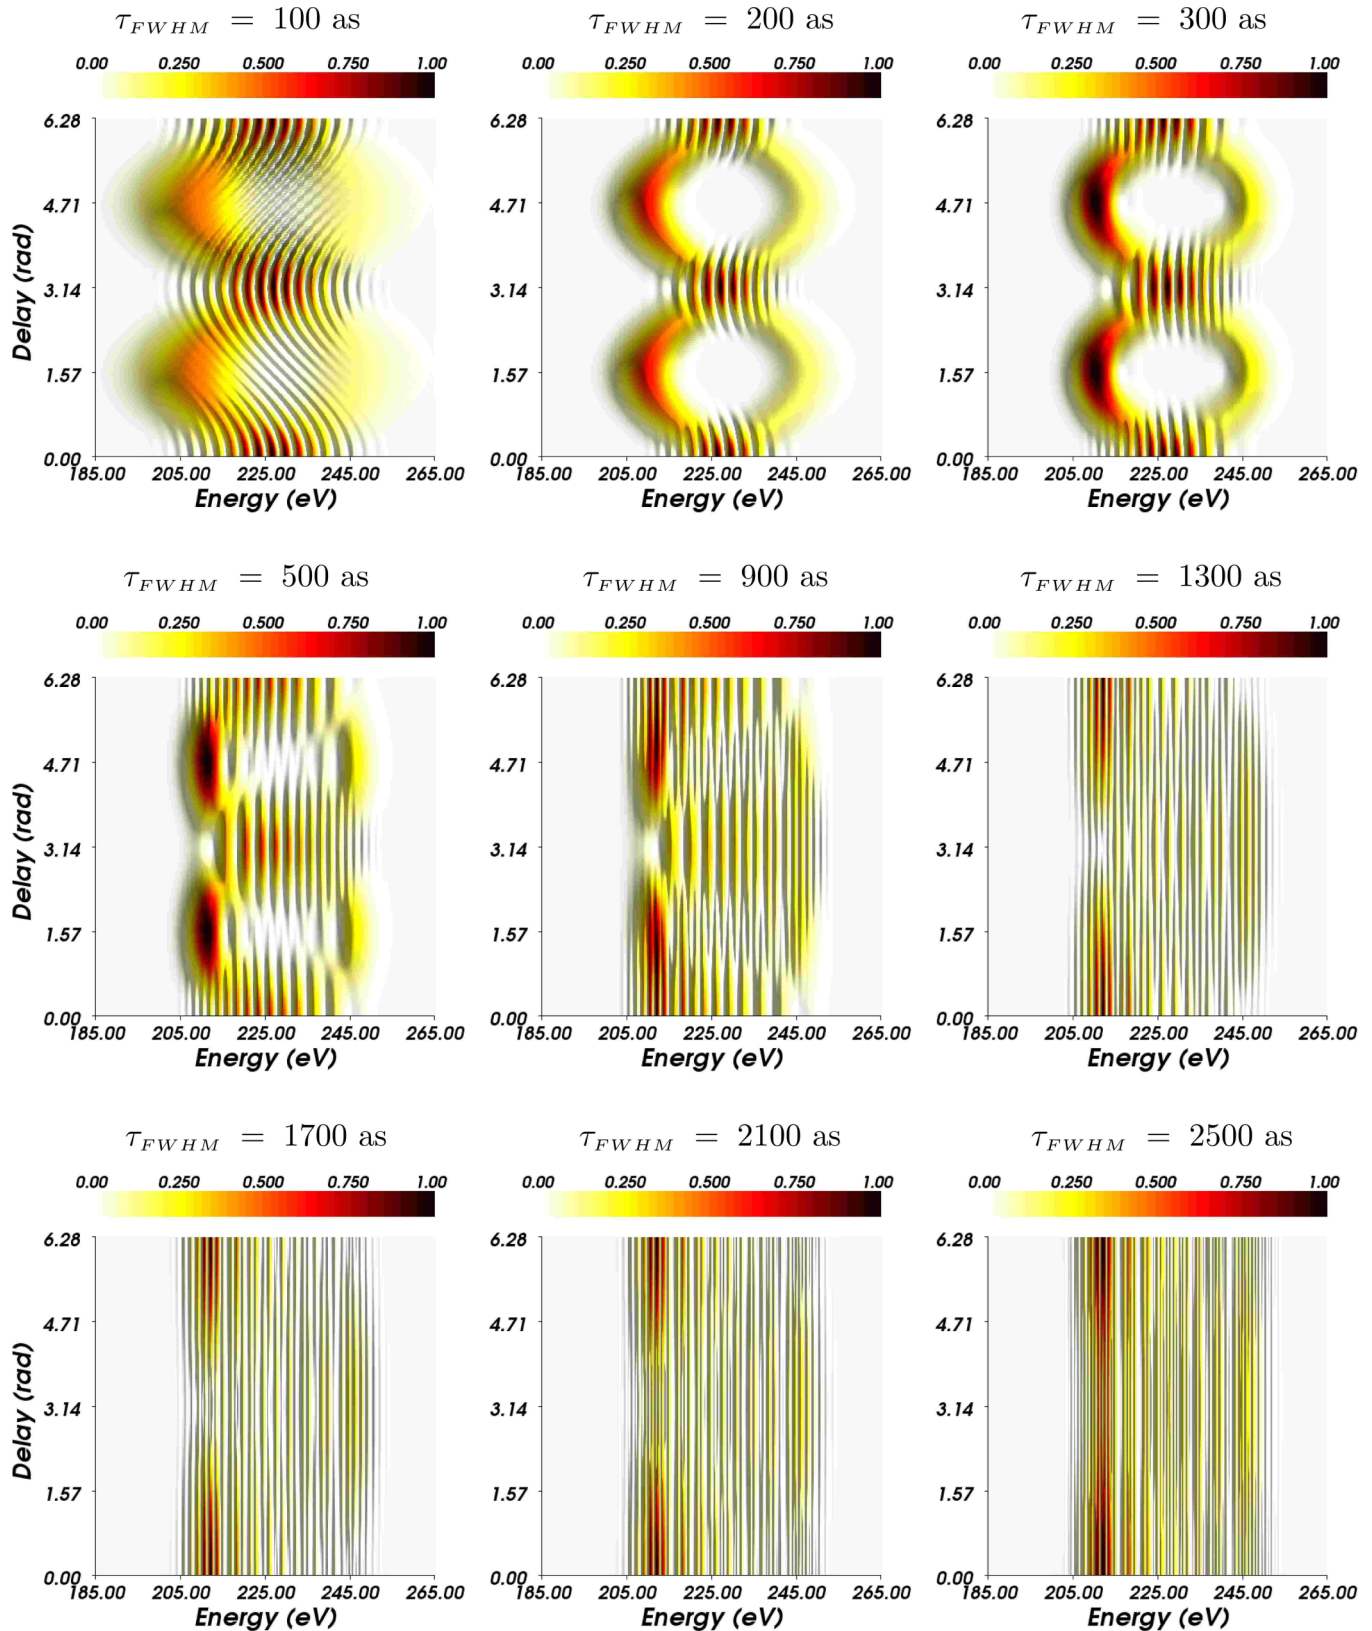 τFWHM = 100 as
τFWHM = 200 as
τFWHM = 300 as
0.00 0.250 0.500 0.750 1.00
0.00 0.250 0.500 0.750 1.00
0.00 0.250 0.500 0.750 1.00
Delay (rad)
6.28
4.71
3.14
1.57
0.00
185.00 205.00 225.00 245.00 265.00
Energy (eV)
6.28
4.71
3.14
1.57
0.00
185.00 205.00 225.00 245.00 265.00
Energy (eV)
6.28
4.71
3.14
1.57
0.00
185.00 205.00 225.00 245.00 265.00
Energy (eV)
τFWHM = 500 as
τFWHM = 900 as
τFWHM = 1300 as
0.00 0.250 0.500 0.750 1.00
0.00 0.250 0.500 0.750 1.00
0.00 0.250 0.500 0.750 1.00
Delay (rad)
6.28
4.71
3.14
1.57
0.00
185.00 205.00 225.00 245.00 265.00
Energy (eV)
6.28
4.71
3.14
1.57
0.00
185.00 205.00 225.00 245.00 265.00
Energy (eV)
6.28
4.71
3.14
1.57
0.00
185.00 205.00 225.00 245.00 265.00
Energy (eV)
τFWHM = 1700 as
τFWHM = 2100 as
τFWHM = 2500 as
0.00 0.250 0.500 0.750 1.00
0.00 0.250 0.500 0.750 1.00
0.00 0.250 0.500 0.750 1.00
Delay (rad)
6.28
4.71
3.14
1.57
0.00
185.00 205.00 225.00 245.00 265.00
Energy (eV)
6.28
4.71
3.14
1.57
0.00
185.00 205.00 225.00 245.00 265.00
Energy (eV)
6.28
4.71
3.14
1.57
0.00
185.00 205.00 225.00 245.00 265.00
Energy (eV)